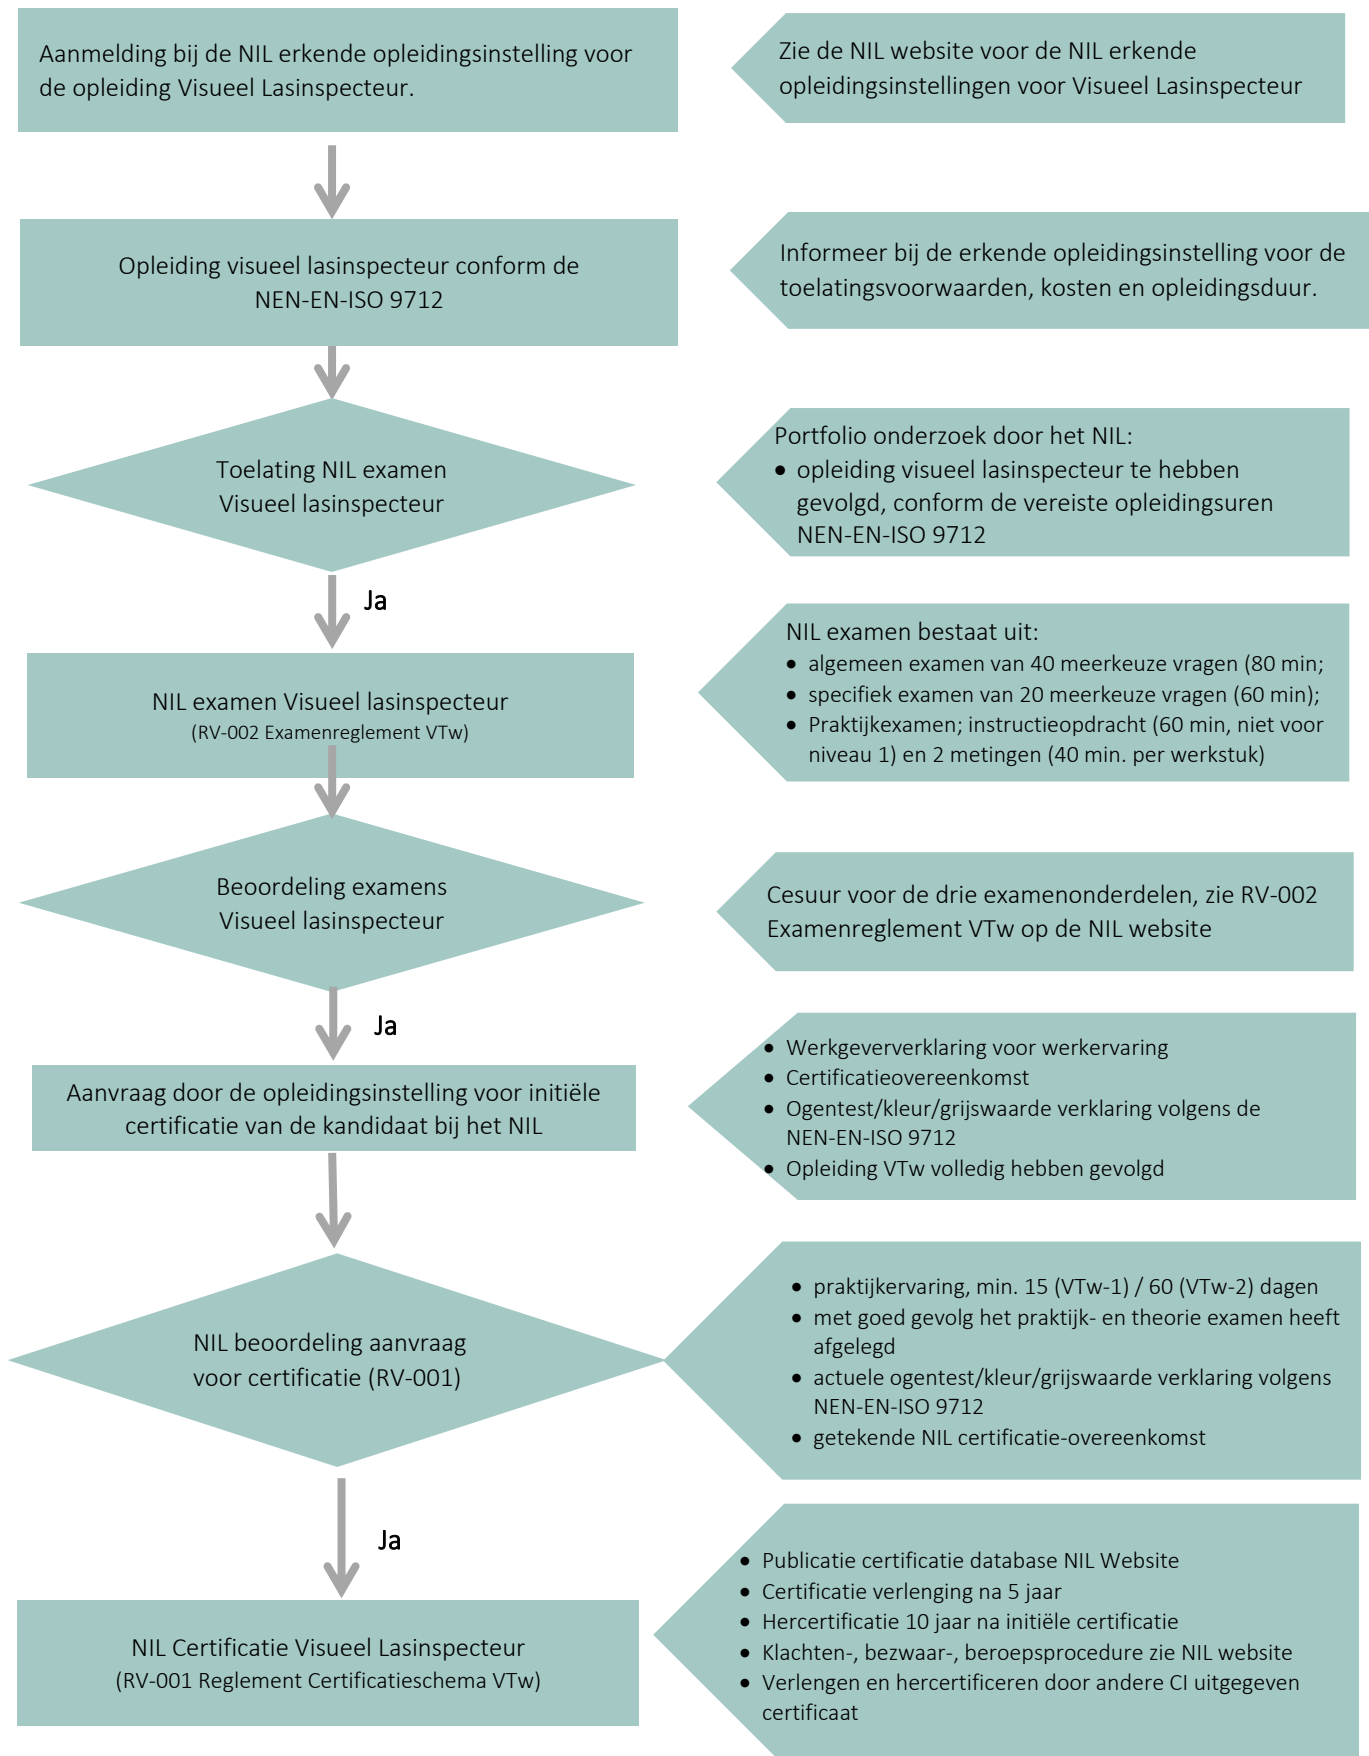 Aanmelding bij de NIL erkende opleidingsinstelling voor
de opleiding Visueel Lasinspecteur.
Zie de NIL website voor de NIL erkende
opleidingsinstellingen voor Visueel Lasinspecteur
Opleiding visueel lasinspecteur conform de
NEN-EN-ISO 9712
Informeer bij de erkende opleidingsinstelling voor de
toelatingsvoorwaarden, kosten en opleidingsduur.
Toelating NIL examen
Visueel lasinspecteur
Portfolio onderzoek door het NIL:
• opleiding visueel lasinspecteur te hebben
gevolgd, conform de vereiste opleidingsuren
NEN-EN-ISO 9712
Ja
NIL examen Visueel lasinspecteur
(RV-002 Examenreglement VTw)
NIL examen bestaat uit:
• algemeen examen van 40 meerkeuze vragen (80 min;
• specifiek examen van 20 meerkeuze vragen (60 min);
• Praktijkexamen; instructieopdracht (60 min, niet voor
niveau 1) en 2 metingen (40 min. per werkstuk)
Beoordeling examens
Visueel lasinspecteur
Cesuur voor de drie examenonderdelen, zie RV-002
Examenreglement VTw op de NIL website
Ja
Aanvraag door de opleidingsinstelling voor initiële
certificatie van de kandidaat bij het NIL
• Werkgeververklaring voor werkervaring
• Certificatieovereenkomst
• Ogentest/kleur/grijswaarde verklaring volgens de
NEN-EN-ISO 9712
• Opleiding VTw volledig hebben gevolgd
NIL beoordeling aanvraag
voor certificatie (RV-001)
• praktijkervaring, min. 15 (VTw-1) / 60 (VTw-2) dagen
• met goed gevolg het praktijk- en theorie examen heeft
afgelegd
• actuele ogentest/kleur/grijswaarde verklaring volgens
NEN-EN-ISO 9712
• getekende NIL certificatie-overeenkomst
Ja
NIL Certificatie Visueel Lasinspecteur
(RV-001 Reglement Certificatieschema VTw)
• Publicatie certificatie database NIL Website
• Certificatie verlenging na 5 jaar
• Hercertificatie 10 jaar na initiële certificatie
• Klachten-, bezwaar-, beroepsprocedure zie NIL website
• Verlengen en hercertificeren door andere CI uitgegeven
certificaat